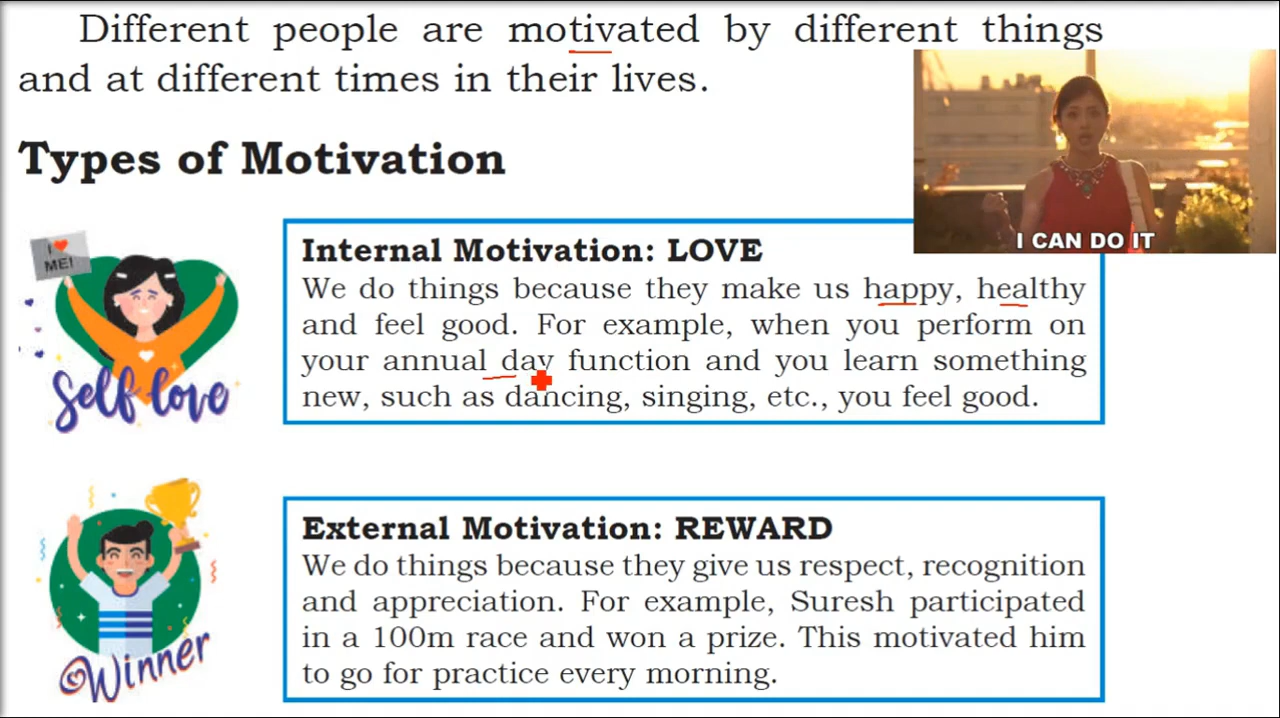 Different people are motivated by different things
and at different times in their lives.
I CAN DO IT
Types of Motivation
I ❤ ME!
Self love
Internal Motivation: LOVE
We do things because they make us happy, healthy
and feel good. For example, when you perform on
your annual day function and you learn something
new, such as dancing, singing, etc., you feel good.
Winner
External Motivation: REWARD
We do things because they give us respect, recognition
and appreciation. For example, Suresh participated
in a 100m race and won a prize. This motivated him
to go for practice every morning.